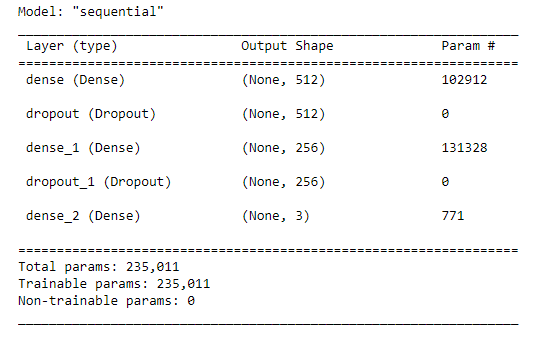 Model: "sequential"
_________________________________________________________________
Layer (type) Output Shape Param #
=================================================================
dense (Dense) (None, 512) 102912
dropout (Dropout) (None, 512) 0
dense_1 (Dense) (None, 256) 131328
dropout_1 (Dropout) (None, 256) 0
dense_2 (Dense) (None, 3) 771
=================================================================
Total params: 235,011
Trainable params: 235,011
Non-trainable params: 0
_________________________________________________________________